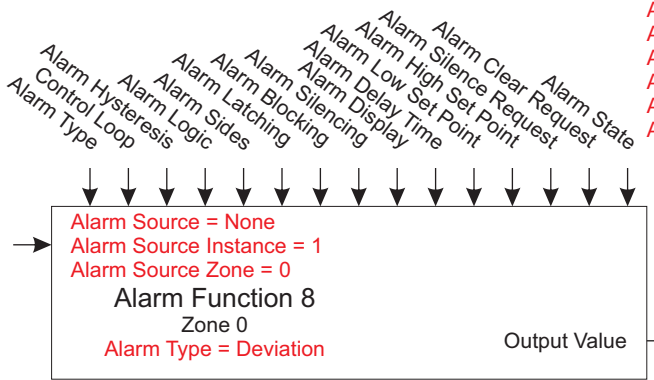 Alarm Type
Control Loop
Alarm Hysteresis
Alarm Logic
Alarm Sides
Alarm Latching
Alarm Blocking
Alarm Silencing
Alarm Display
Alarm Delay Time
Alarm Low Set Point
Alarm High Set Point
Alarm Silence Request
Alarm Clear Request
Alarm State
Alarm Source = None
Alarm Source Instance = 1
Alarm Source Zone = 0
Alarm Function 8
Zone 0
Alarm Type = Deviation
Output Value